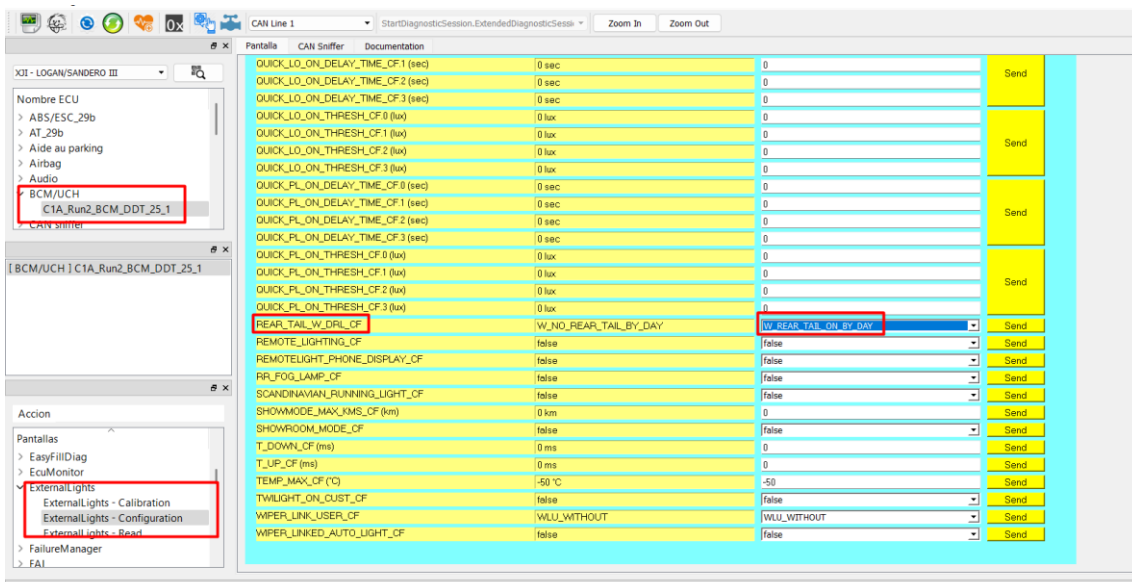 0x
CAN Line 1
StartDiagnosticSession.ExtendedDiagnosticSessi
Zoom In
Zoom Out
Pantalla
CAN Sniffer
Documentation
XJI - LOGAN/SANDERO III
Nombre ECU
ABS/ESC_29b
AT_29b
Aide au parking
Airbag
Audio
BCM/UCH
C1A_Run2_BCM_DDT_25_1
CAN sniffer
[ BCM/UCH ] C1A_Run2_BCM_DDT_25_1
Accion
Pantallas
EasyFillDiag
EcuMonitor
ExternalLights
ExternalLights - Calibration
ExternalLights - Configuration
ExternalLights - Read
FailureManager
FAI
QUICK_LO_ON_DELAY_TIME_CF.1 (sec) 0 sec 0 Send
QUICK_LO_ON_DELAY_TIME_CF.2 (sec) 0 sec 0
QUICK_LO_ON_DELAY_TIME_CF.3 (sec) 0 sec 0
QUICK_LO_ON_THRESH_CF.0 (lux) 0 lux 0
QUICK_LO_ON_THRESH_CF.1 (lux) 0 lux 0 Send
QUICK_LO_ON_THRESH_CF.2 (lux) 0 lux 0
QUICK_LO_ON_THRESH_CF.3 (lux) 0 lux 0
QUICK_PL_ON_DELAY_TIME_CF.0 (sec) 0 sec 0
QUICK_PL_ON_DELAY_TIME_CF.1 (sec) 0 sec 0 Send
QUICK_PL_ON_DELAY_TIME_CF.2 (sec) 0 sec 0
QUICK_PL_ON_DELAY_TIME_CF.3 (sec) 0 sec 0
QUICK_PL_ON_THRESH_CF.0 (lux) 0 lux 0
QUICK_PL_ON_THRESH_CF.1 (lux) 0 lux 0 Send
QUICK_PL_ON_THRESH_CF.2 (lux) 0 lux 0
QUICK_PL_ON_THRESH_CF.3 (lux) 0 lux 0
REAR_TAIL_W_DRL_CF W_NO_REAR_TAIL_BY_DAY W_REAR_TAIL_ON_BY_DAY Send
REMOTE_LIGHTING_CF false false Send
REMOTELIGHT_PHONE_DISPLAY_CF false false Send
RR_FOG_LAMP_CF false false Send
SCANDINAVIAN_RUNNING_LIGHT_CF false false Send
SHOWMODE_MAX_KMS_CF (km) 0 km 0 Send
SHOWROOM_MODE_CF false false Send
T_DOWN_CF (ms) 0 ms 0 Send
T_UP_CF (ms) 0 ms 0 Send
TEMP_MAX_CF (°C) -50 °C -50 Send
TWILIGHT_ON_CUST_CF false false Send
WIPER_LINK_USER_CF WLU_WITHOUT WLU_WITHOUT Send
WIPER_LINKED_AUTO_LIGHT_CF false false Send